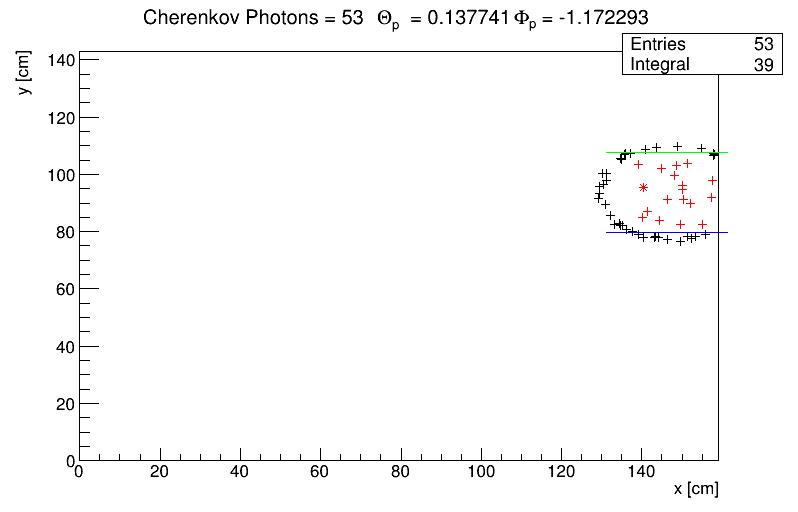 Cherenkov Photons = 53 Θp = 0.137741 Φp = -1.172293
Entries 53
Integral 39
y [cm]
140
120
100
80
60
40
20
0
0 20 40 60 80 100 120 140
x [cm]